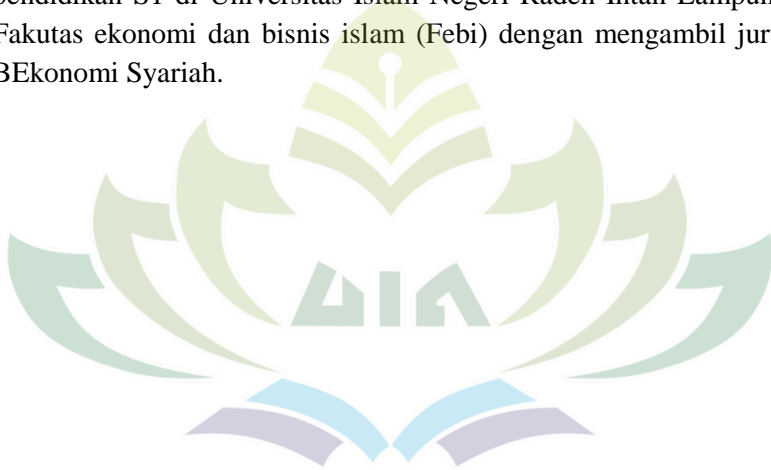 pendidikan S1 di Universitas Islam Negeri Raden Intan Lampun
Fakutas ekonomi dan bisnis islam (Febi) dengan mengambil jur
BEkonomi Syariah.
UIN